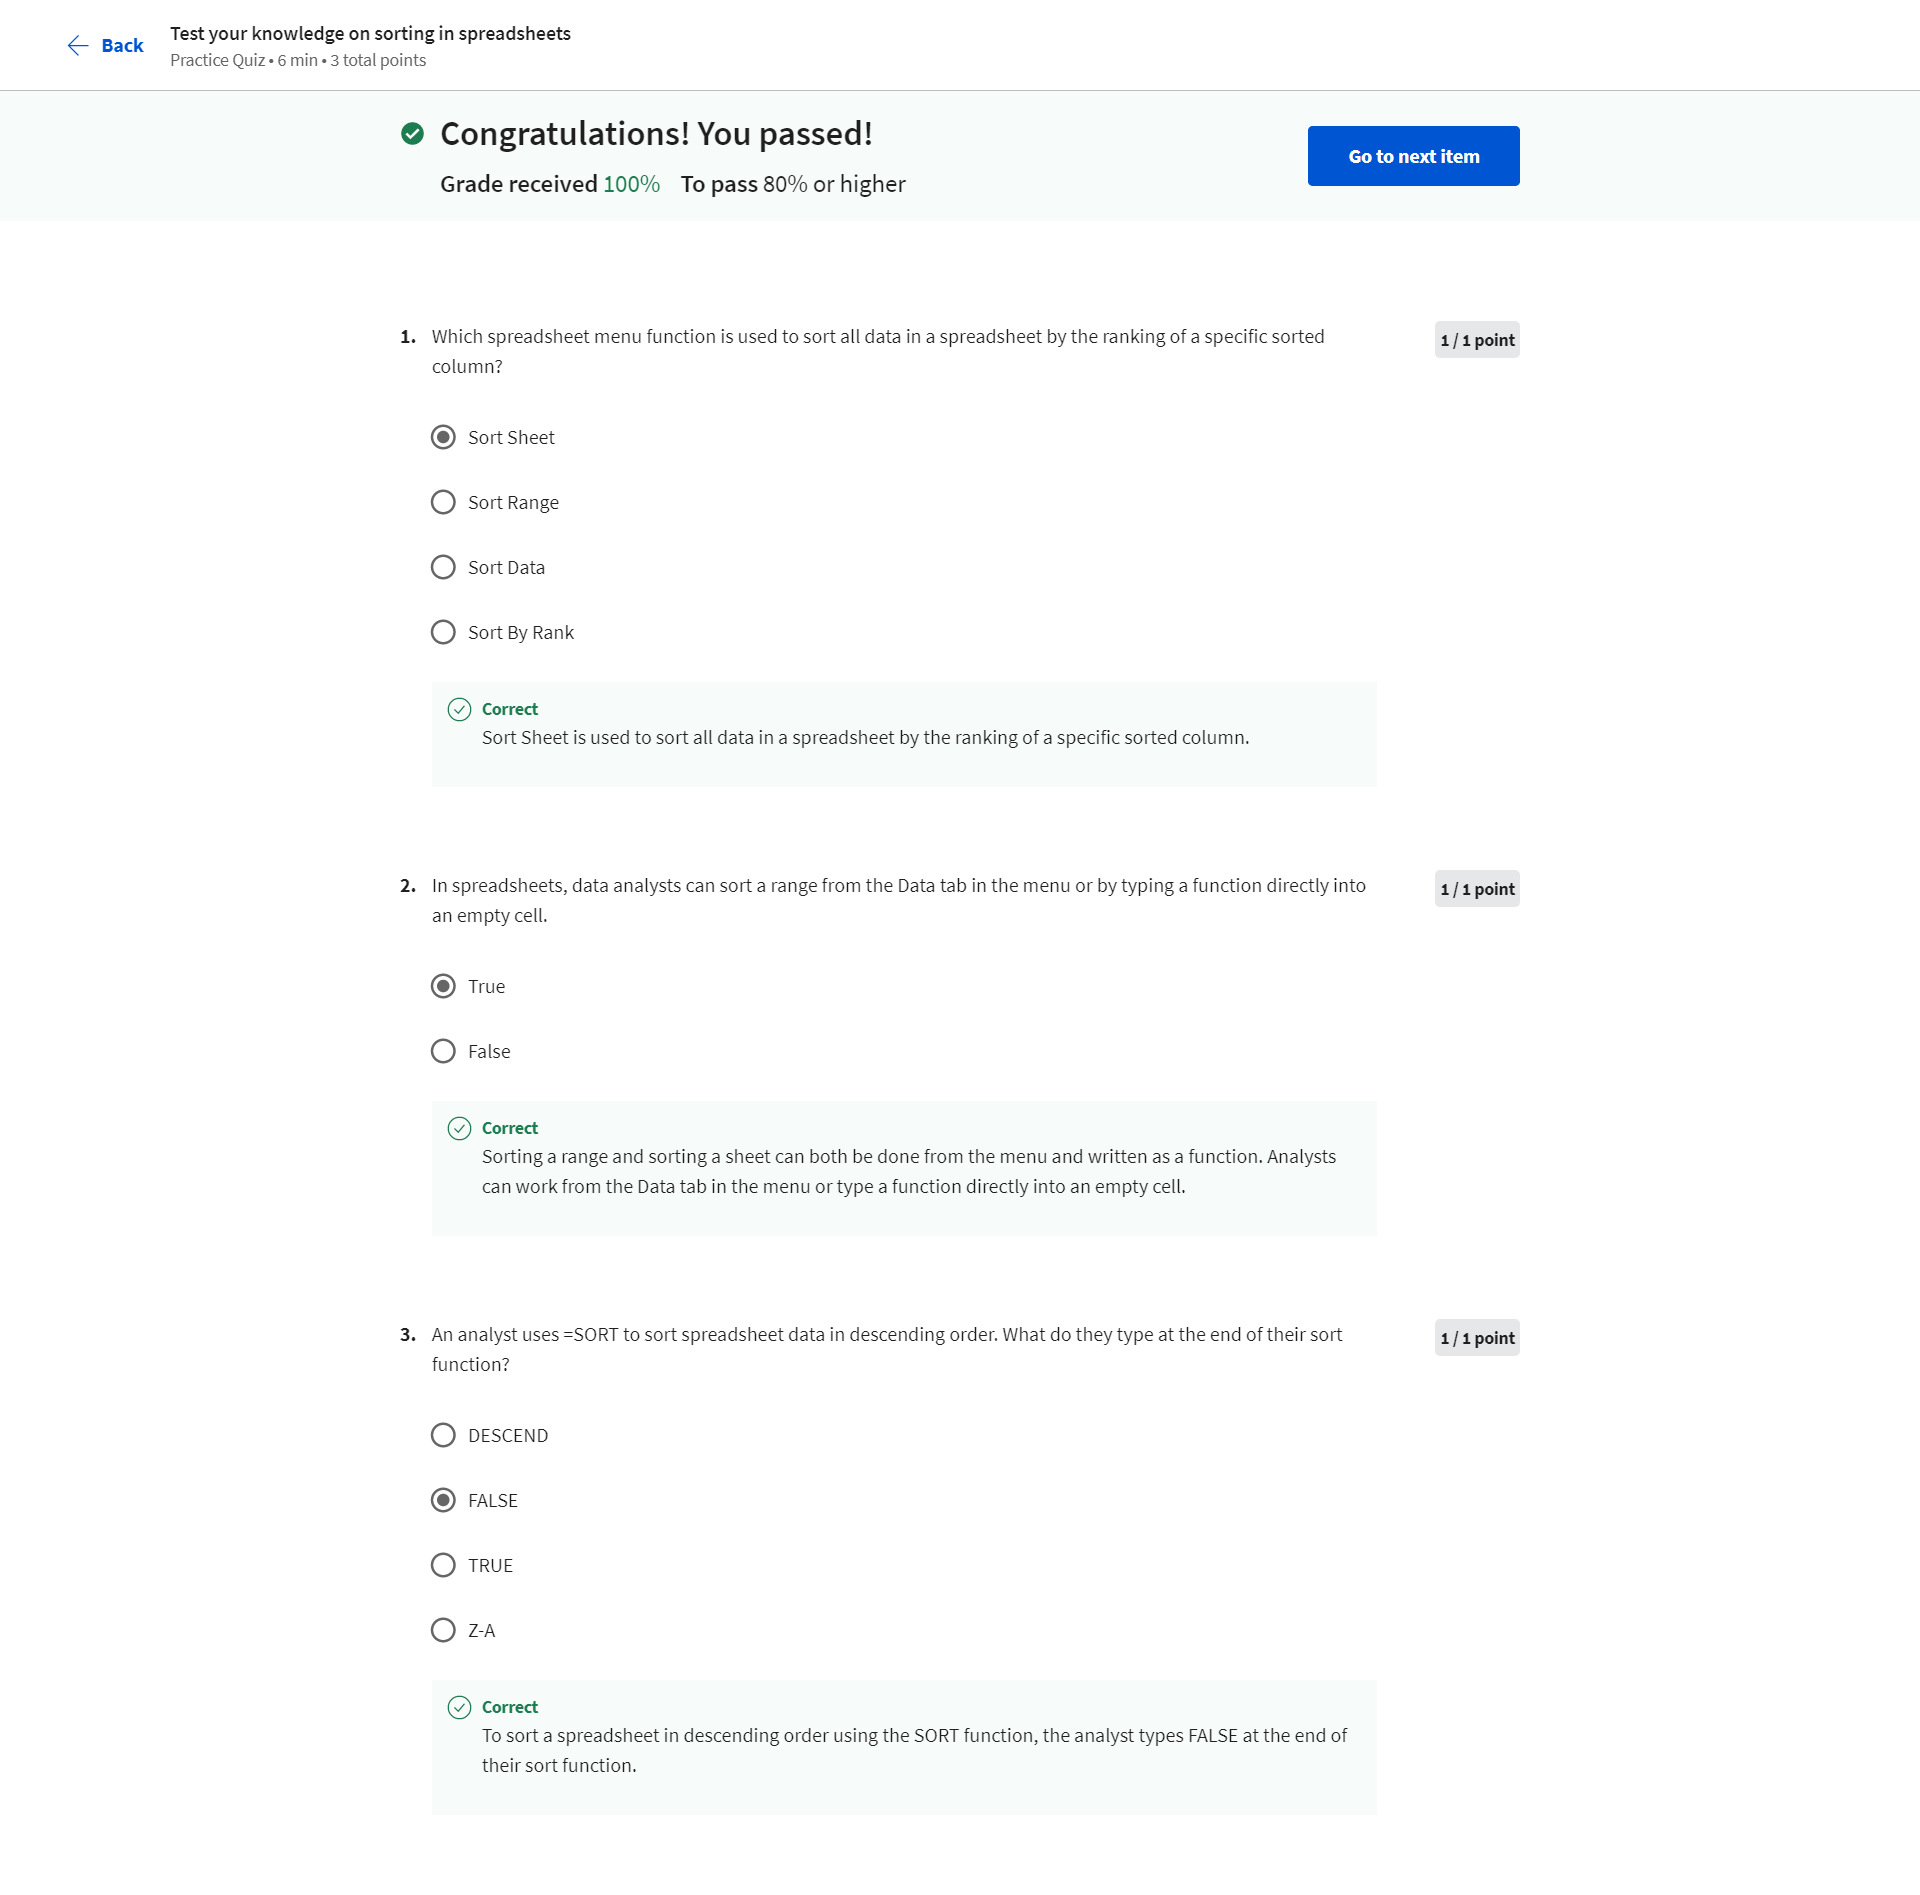 Back
Test your knowledge on sorting in spreadsheets
Practice Quiz • 6 min • 3 total points
Congratulations! You passed!
Grade received 100% To pass 80% or higher
Go to next item
1. Which spreadsheet menu function is used to sort all data in a spreadsheet by the ranking of a specific sorted
column?
1 / 1 point
Sort Sheet
Sort Range
Sort Data
Sort By Rank
Correct
Sort Sheet is used to sort all data in a spreadsheet by the ranking of a specific sorted column.
2. In spreadsheets, data analysts can sort a range from the Data tab in the menu or by typing a function directly into
an empty cell.
1 / 1 point
True
False
Correct
Sorting a range and sorting a sheet can both be done from the menu and written as a function. Analysts
can work from the Data tab in the menu or type a function directly into an empty cell.
3. An analyst uses =SORT to sort spreadsheet data in descending order. What do they type at the end of their sort
function?
1 / 1 point
DESCEND
FALSE
TRUE
Z-A
Correct
To sort a spreadsheet in descending order using the SORT function, the analyst types FALSE at the end of
their sort function.